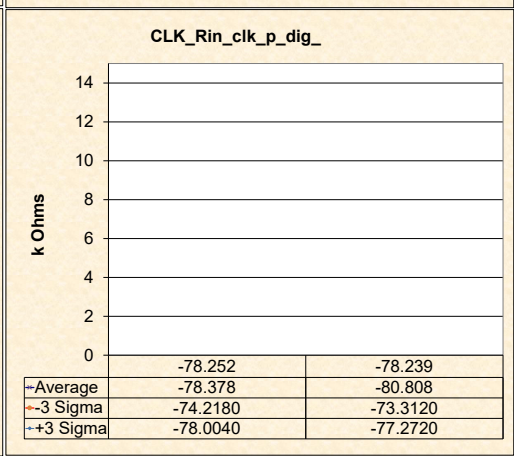 CLK_Rin_clk_p_dig_
k Ohms
14
12
10
8
6
4
2
0
-78.252 -78.239
Average -78.378 -80.808
-3 Sigma -74.2180 -73.3120
+3 Sigma -78.0040 -77.2720